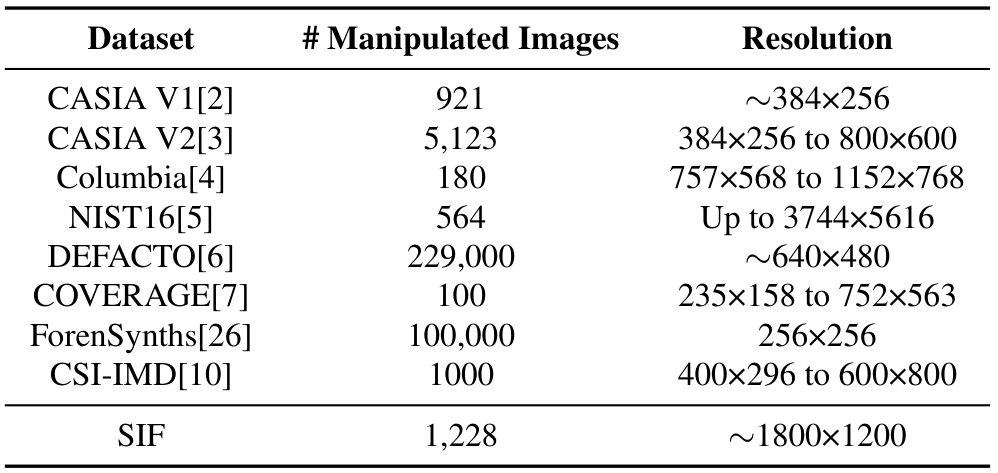 Dataset # Manipulated Images Resolution
CASIA V1[2] 921 ∼384×256
CASIA V2[3] 5,123 384×256 to 800×600
Columbia[4] 180 757×568 to 1152×768
NIST16[5] 564 Up to 3744×5616
DEFACTO[6] 229,000 ∼640×480
COVERAGE[7] 100 235×158 to 752×563
ForenSynths[26] 100,000 256×256
CSI-IMD[10] 1000 400×296 to 600×800
SIF 1,228 ∼1800×1200